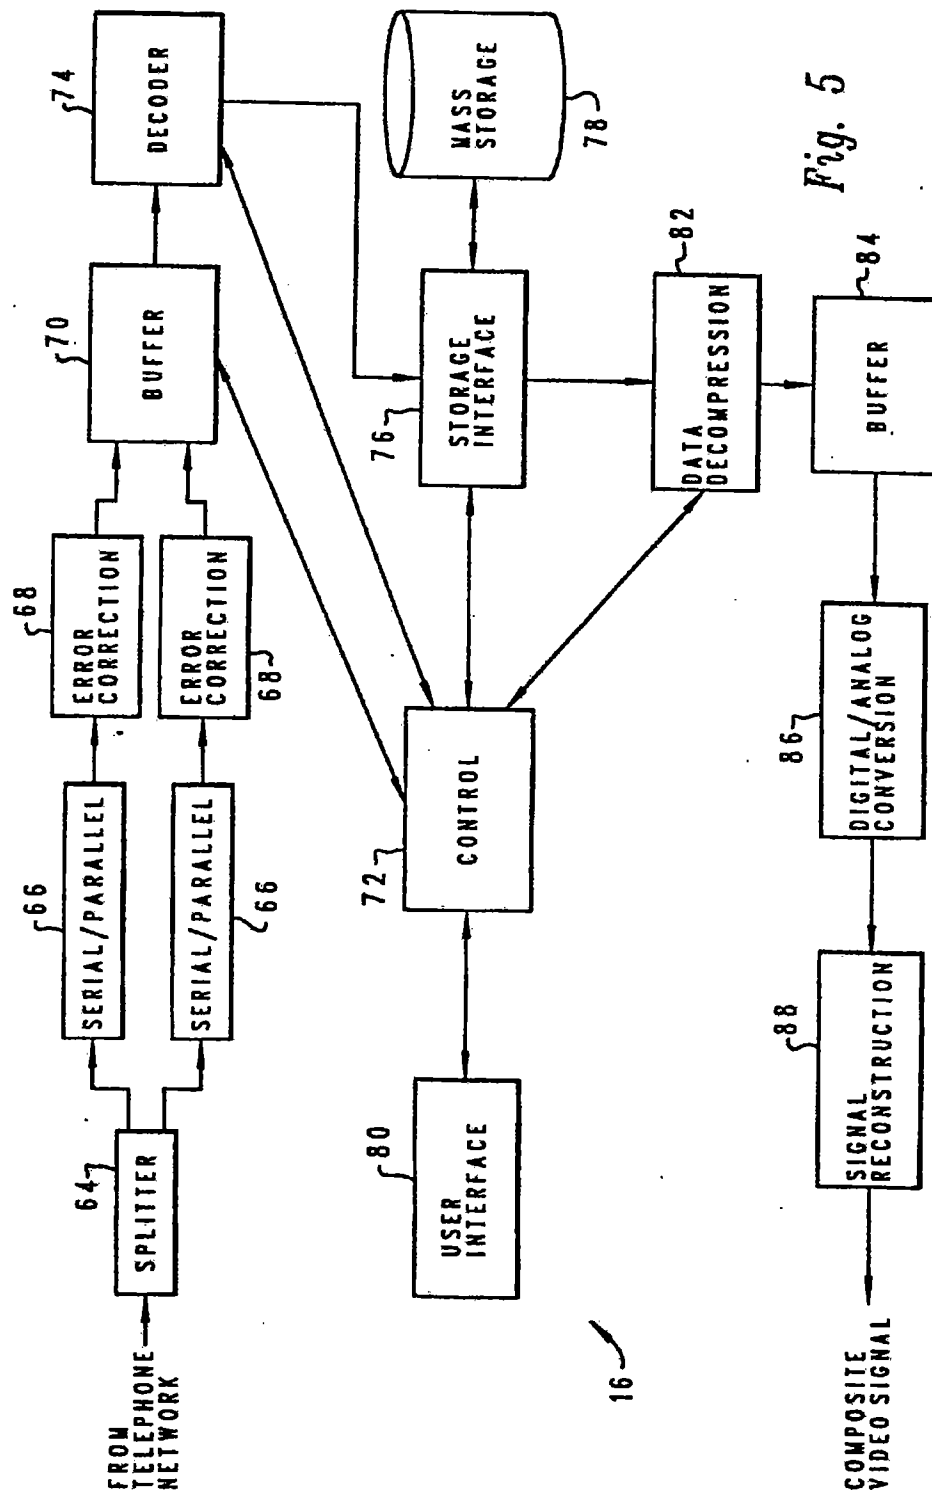 FROM
TELEPHONE
NETWORK
64
SPLITTER
66
SERIAL/PARALLEL
SERIAL/PARALLEL
66
68
ERROR
CORRECTION
ERROR
CORRECTION
68
70
BUFFER
74
DECODER
80
USER
INTERFACE
72
CONTROL
76
STORAGE
INTERFACE
MASS
STORAGE
78
16
82
DATA
DECOMPRESSION
84
BUFFER
86
DIGITAL/ANALOG
CONVERSION
88
SIGNAL
RECONSTRUCTION
COMPOSITE
VIDEO SIGNAL
Fig. 5